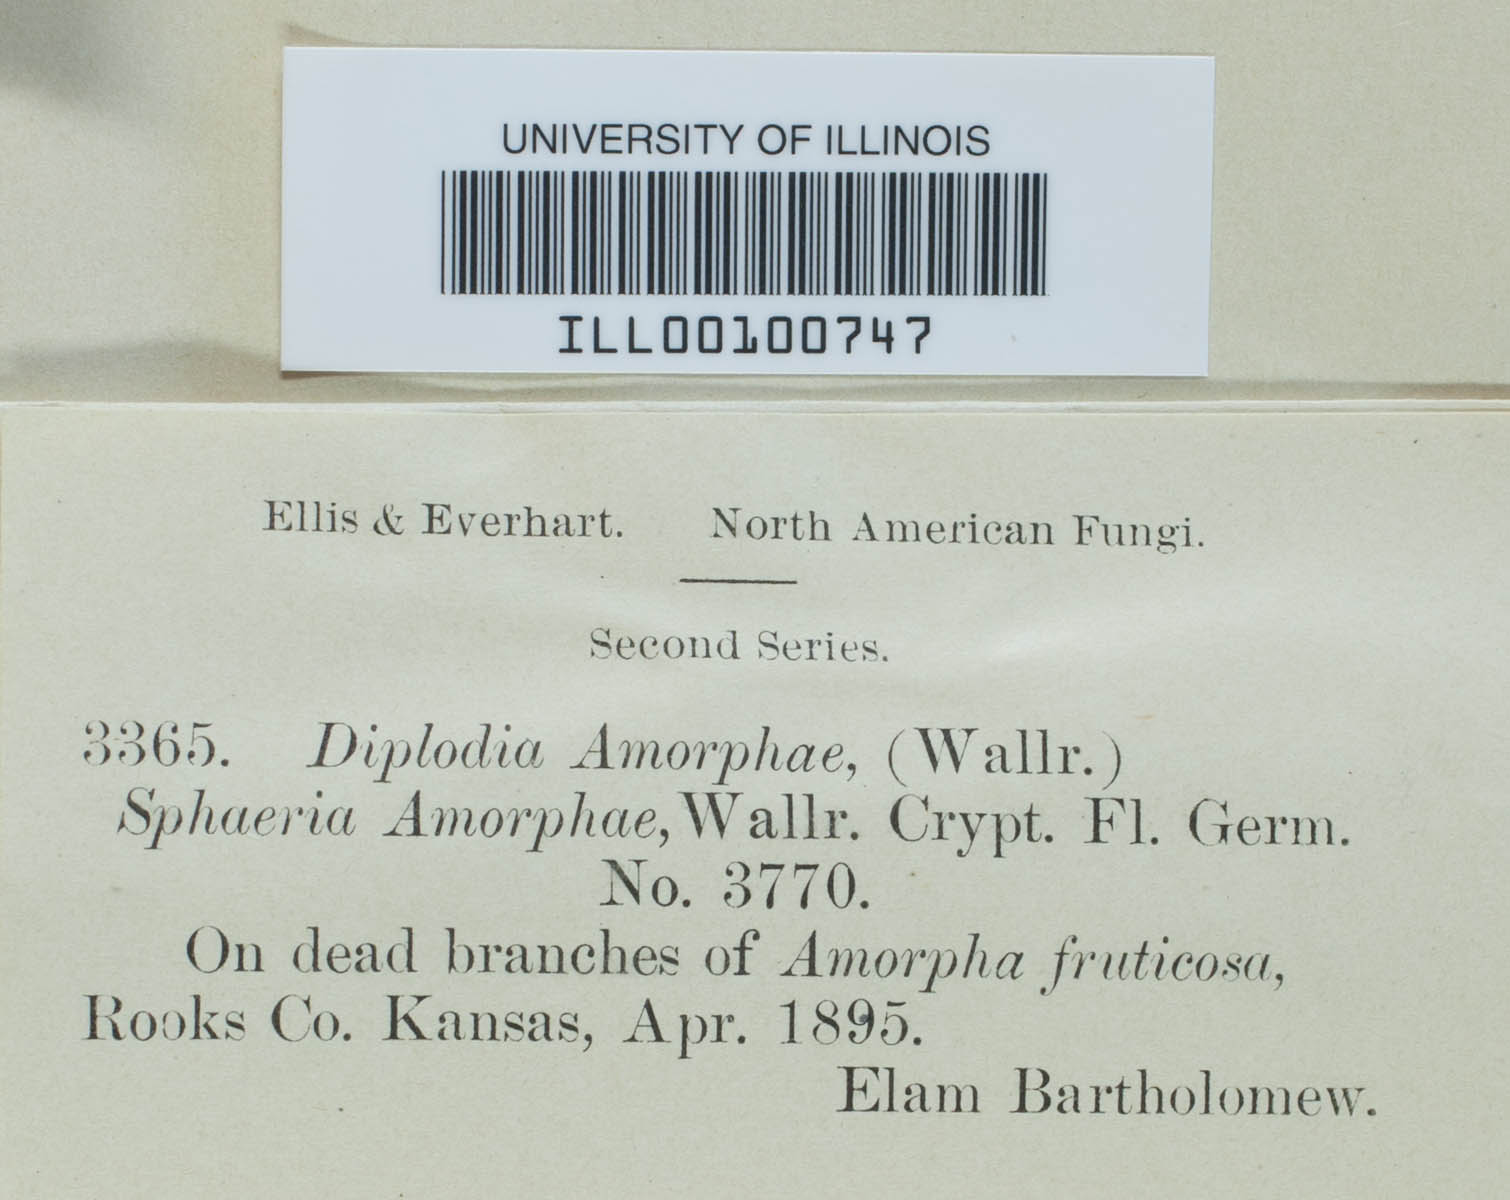 UNIVERSITY OF ILLINOIS
ILL00100747
Ellis & Everhart. North American Fungi.
Second Series.
3365. Diplodia Amorphae, (Wallr.)
Sphaeria Amorphae, Wallr. Crypt. Fl. Germ.
No. 3770.
On dead branches of Amorpha fruticosa,
Rooks Co. Kansas, Apr. 1895.
Elam Bartholomew.